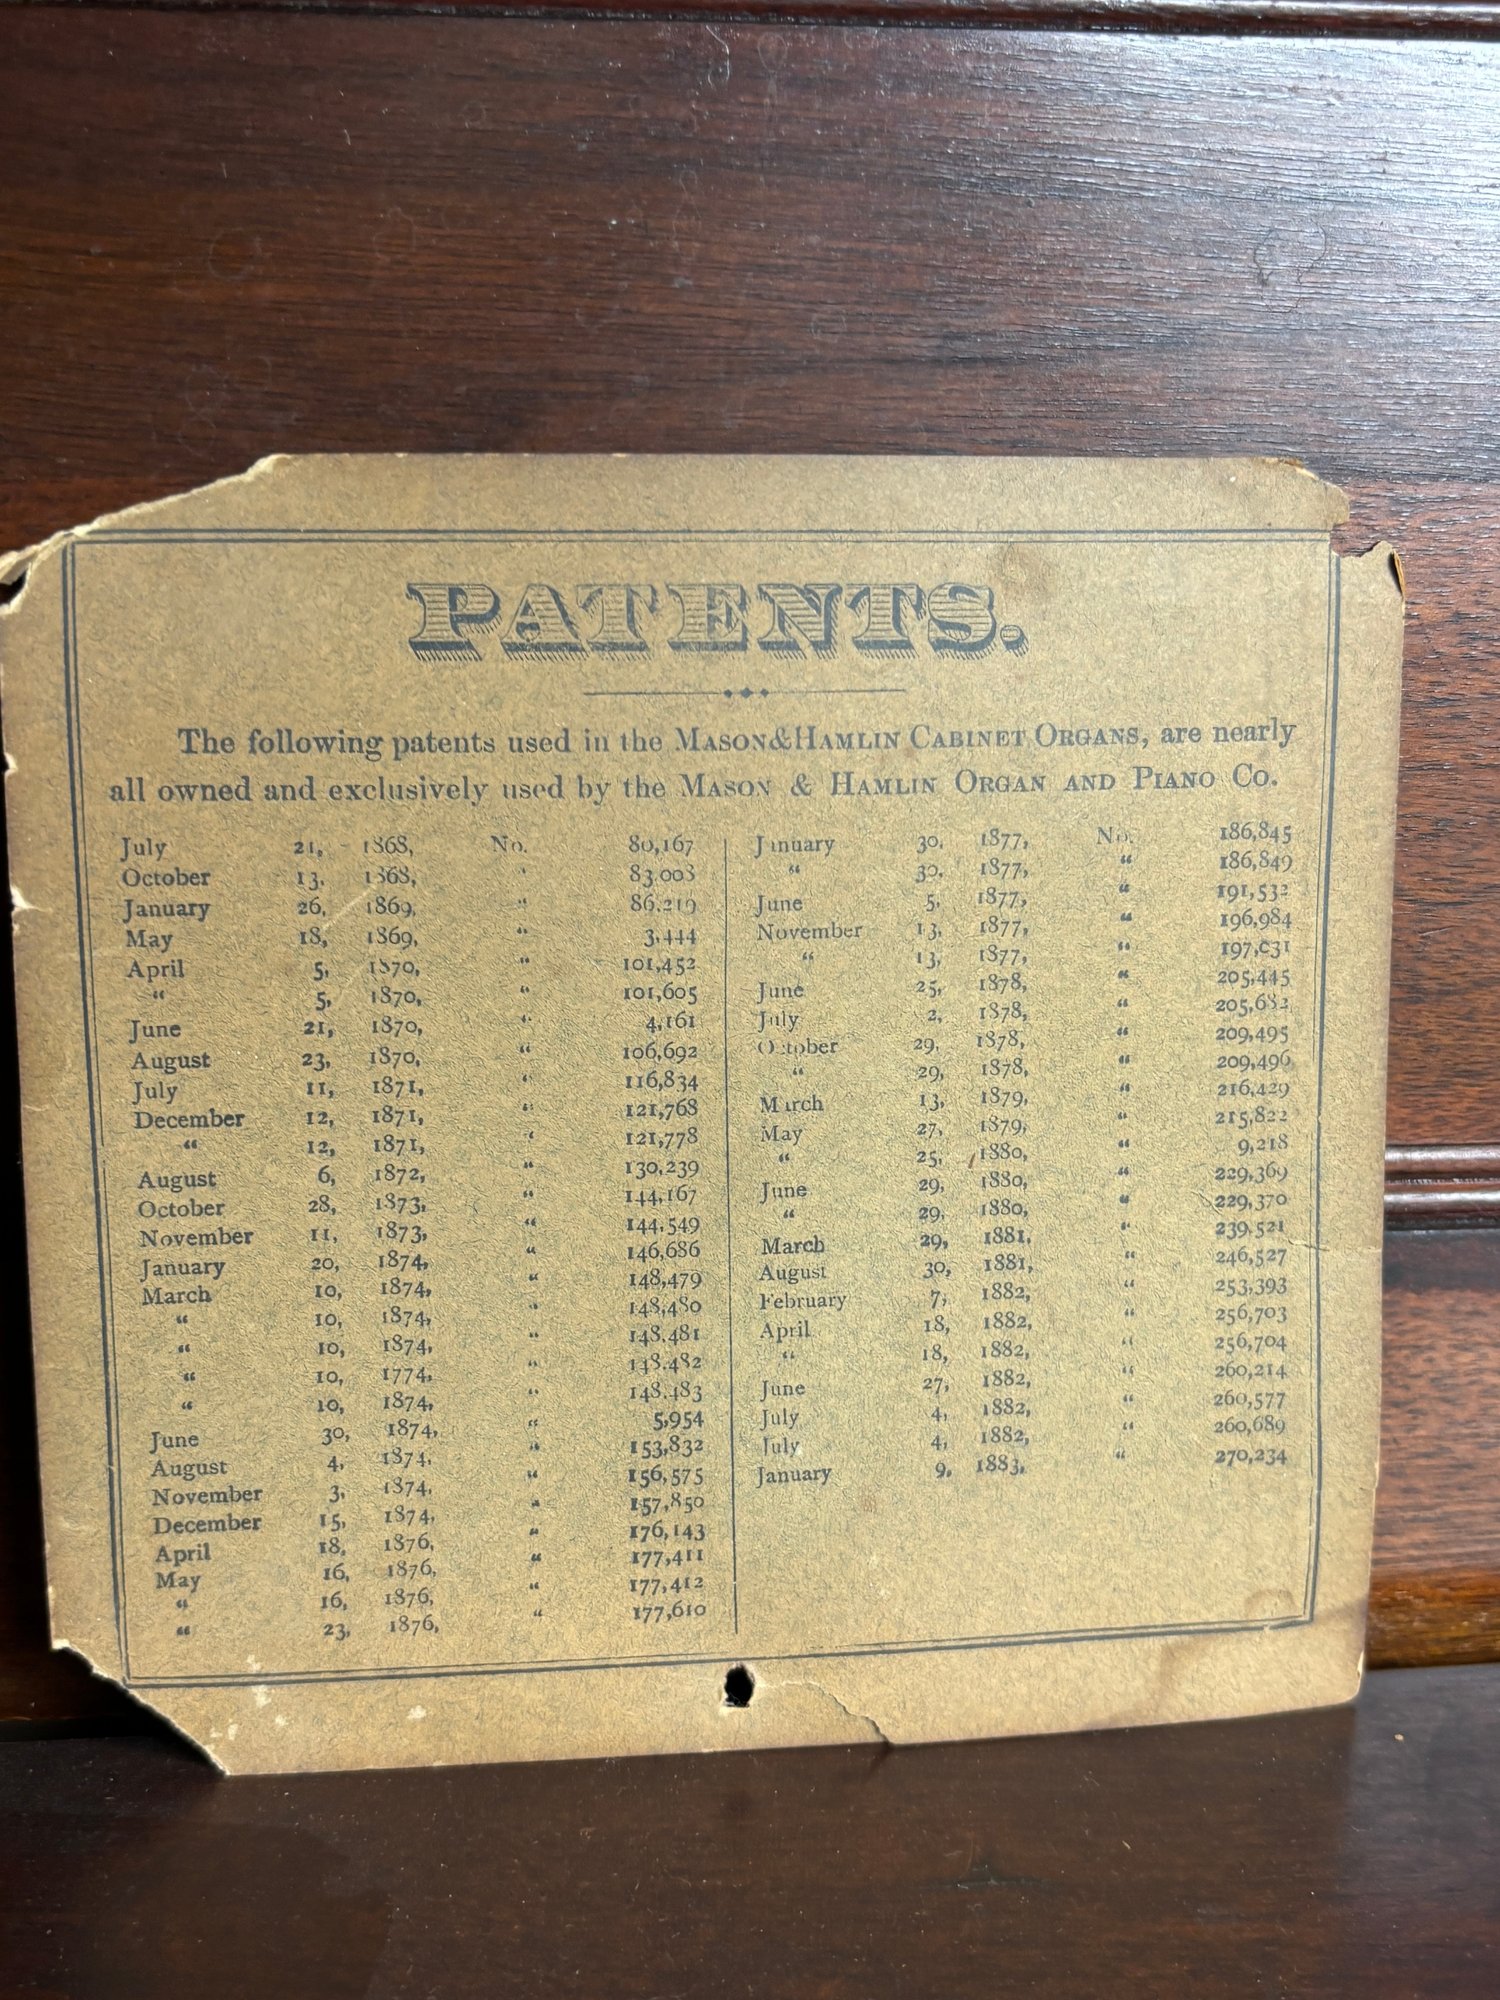 PATENTS.
The following patents used in the MASON & HAMLIN CABINET ORGANS, are nearly
all owned and exclusively used by the MASON & HAMLIN ORGAN AND PIANO CO.
July 21, 1868, No. 80,167
October 13, 1868, “ 83,008
January 26, 1869, “ 86,219
May 18, 1869, “ 3,444
April 5, 1870, “ 101,452
“ 5, 1870, “ 101,605
June 21, 1870, “ 4,161
August 23, 1870, “ 106,692
July 11, 1871, “ 116,834
December 12, 1871, “ 121,768
“ 12, 1871, “ 121,778
August 6, 1872, “ 130,239
October 28, 1873, “ 144,167
November 11, 1873, “ 144,549
January 20, 1874, “ 146,686
March 10, 1874, “ 148,479
“ 10, 1874, “ 148,480
“ 10, 1874, “ 148,481
“ 10, 1774, “ 148,482
“ 10, 1874, “ 148,483
June 30, 1874, “ 5,954
August 4, 1874, “ 153,832
November 3, 1874, “ 156,575
December 15, 1874, “ 157,850
April 18, 1876, “ 176,143
May 16, 1876, “ 177,411
“ 16, 1876, “ 177,412
“ 23, 1876, “ 177,610
January 30, 1877, No. 186,845
“ 30, 1877, “ 186,849
June 5, 1877, “ 191,532
November 13, 1877, “ 196,984
“ 13, 1877, “ 197,031
June 25, 1878, “ 205,445
July 2, 1878, “ 205,682
October 29, 1878, “ 209,495
“ 29, 1878, “ 209,496
March 13, 1879, “ 216,429
May 27, 1879, “ 215,822
“ 25, 1880, “ 9,218
June 29, 1880, “ 229,369
“ 29, 1880, “ 229,370
March 29, 1881, “ 239,521
August 30, 1881, “ 246,527
February 7, 1882, “ 253,393
April 18, 1882, “ 256,703
“ 18, 1882, “ 256,704
June 27, 1882, “ 260,214
July 4, 1882, “ 260,577
July 4, 1882, “ 260,689
January 9, 1883, “ 270,234